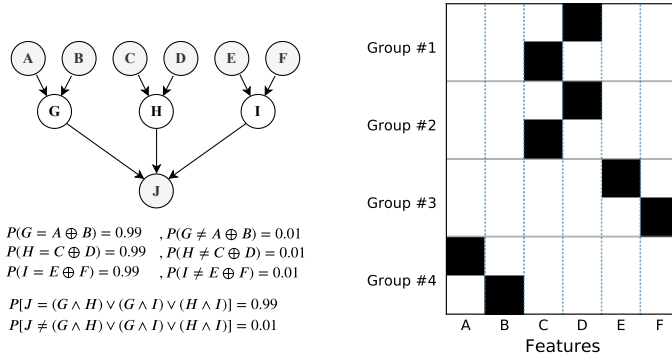 A B C D E F
G H I
J
P(G = A ⊕ B) = 0.99 , P(G ≠ A ⊕ B) = 0.01
P(H = C ⊕ D) = 0.99 , P(H ≠ C ⊕ D) = 0.01
P(I = E ⊕ F) = 0.99 , P(I ≠ E ⊕ F) = 0.01
P[J = (G ∧ H) ∨ (G ∧ I) ∨ (H ∧ I)] = 0.99
P[J ≠ (G ∧ H) ∨ (G ∧ I) ∨ (H ∧ I)] = 0.01
Group #1
Group #2
Group #3
Group #4
A B C D E F
Features